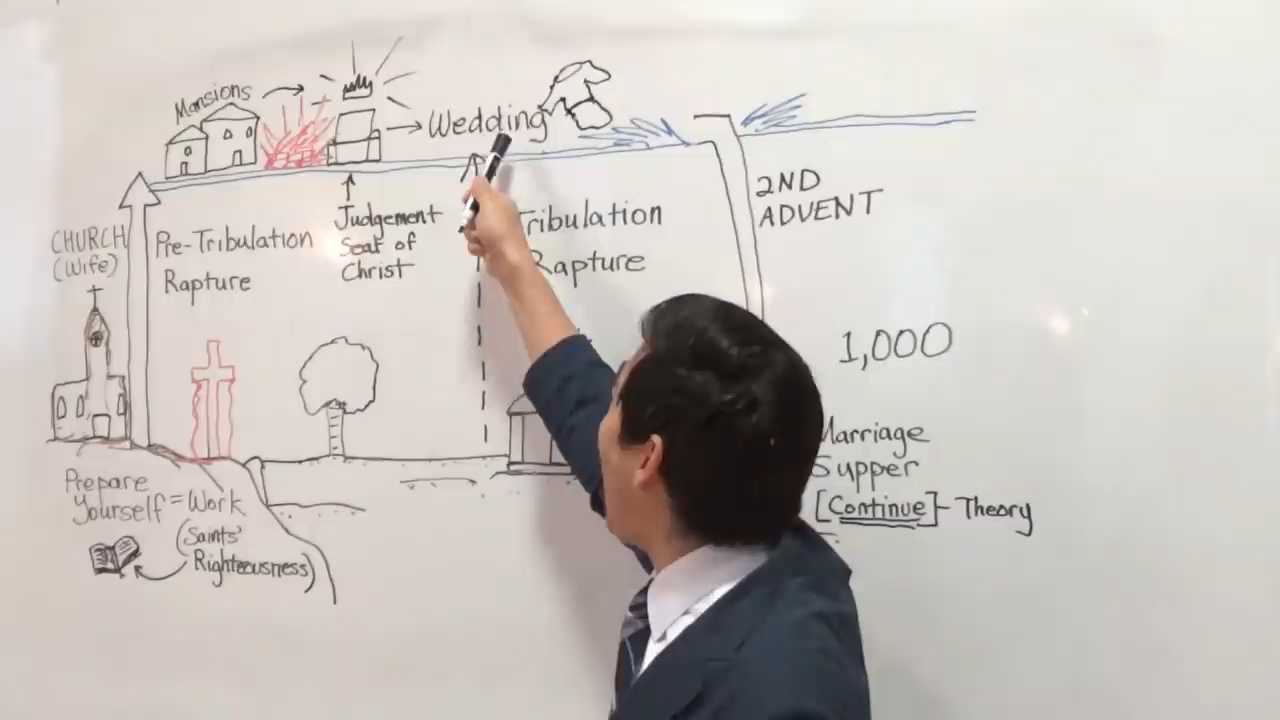 Mansions
Wedding
CHURCH
(Wife)
Pre-Tribulation
Rapture
Judgement
Seat of
Christ
Tribulation
Rapture
2ND
ADVENT
1,000
Marriage
Supper
[Continue]-Theory
Prepare
Yourself=Work
(Saints'
Righteousness)